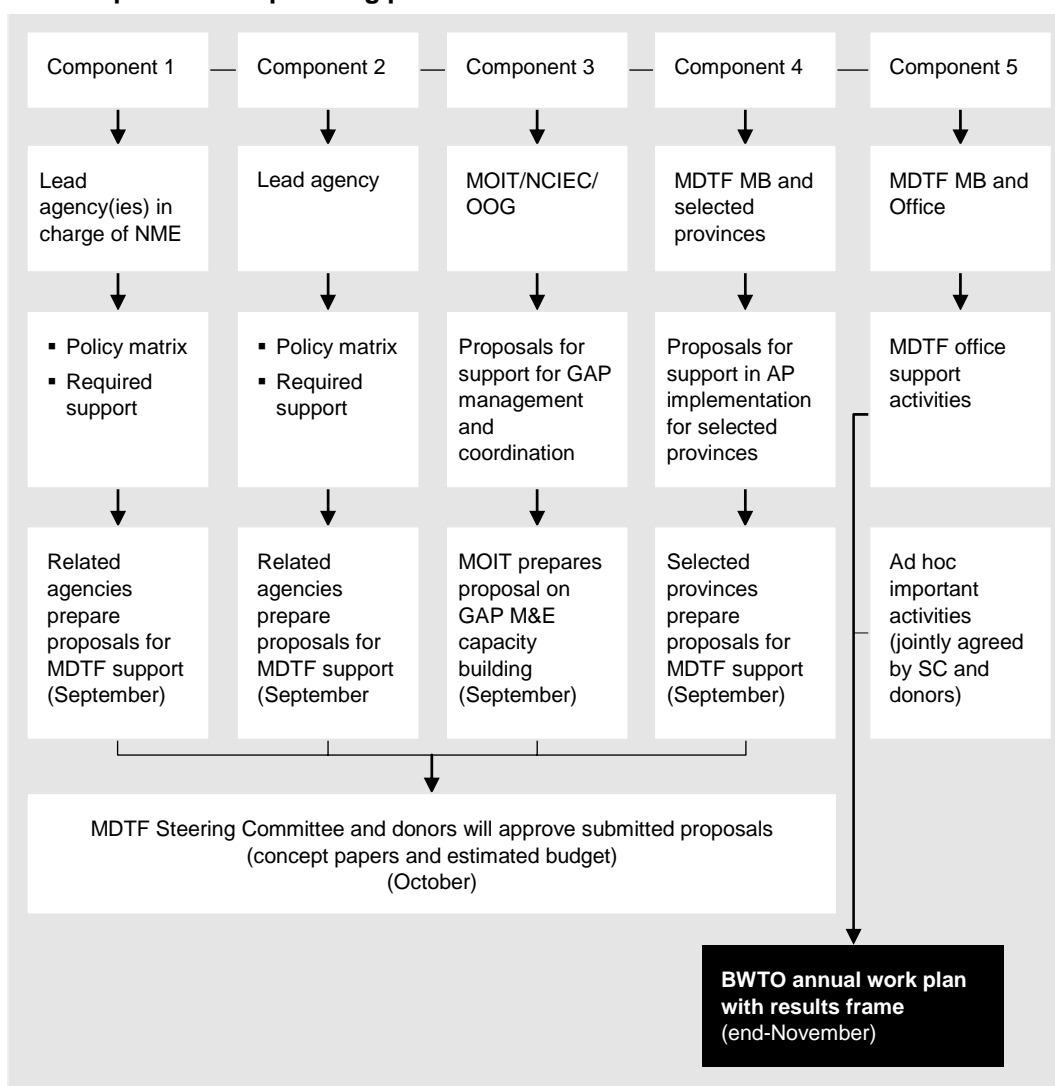 Component 1
Component 2
Component 3
Component 4
Component 5
Lead
agency(ies) in
charge of NME
Lead agency
MOIT/NCIEC/
OOG
MDTF MB and
selected
provinces
MDTF MB and
Office
▪ Policy matrix
▪ Required
support
▪ Policy matrix
▪ Required
support
Proposals for
support for GAP
management
and
coordination
Proposals for
support in AP
implementation
for selected
provinces
MDTF office
support
activities
Related
agencies
prepare
proposals for
MDTF support
(September)
Related
agencies
prepare
proposals for
MDTF support
(September
MOIT prepares
proposal on
GAP M&E
capacity
building
(September)
Selected
provinces
prepare
proposals for
MDTF support
(September)
Ad hoc
important
activities
(jointly agreed
by SC and
donors)
MDTF Steering Committee and donors will approve submitted proposals
(concept papers and estimated budget)
(October)
BWTO annual work plan
with results frame
(end-November)